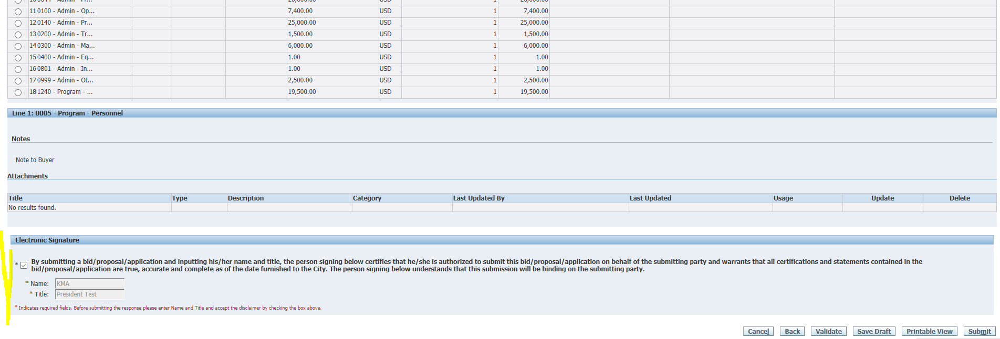 11 0100 - Admin - Op... 7,400.00 USD 1 7,400.00
12 0140 - Admin - Pr... 25,000.00 USD 1 25,000.00
13 0200 - Admin - Tr... 1,500.00 USD 1 1,500.00
14 0300 - Admin - Ma... 6,000.00 USD 1 6,000.00
15 0400 - Admin - Eq... 1.00 USD 1 1.00
16 0801 - Admin - In... 1.00 USD 1 1.00
17 0999 - Admin - Ot... 2,500.00 USD 1 2,500.00
18 1240 - Program - ... 19,500.00 USD 1 19,500.00
Line 1: 0005 - Program - Personnel
Notes
Note to Buyer
Attachments
Title Type Description Category Last Updated By Last Updated Usage Update Delete
No results found.
Electronic Signature
* By submitting a bid/proposal/application and inputting his/her name and title, the person signing below certifies that he/she is authorized to submit this bid/proposal/application on behalf of the submitting party and warrants that all certifications and statements contained in the
bid/proposal/application are true, accurate and complete as of the date furnished to the City. The person signing below understands that this submission will be binding on the submitting party.
* Name: KMA
* Title: President Test
* Indicates required fields. Before submitting the response please enter Name and Title and accept the disclaimer by checking the box above.
Cancel Back Validate Save Draft Printable View Submit